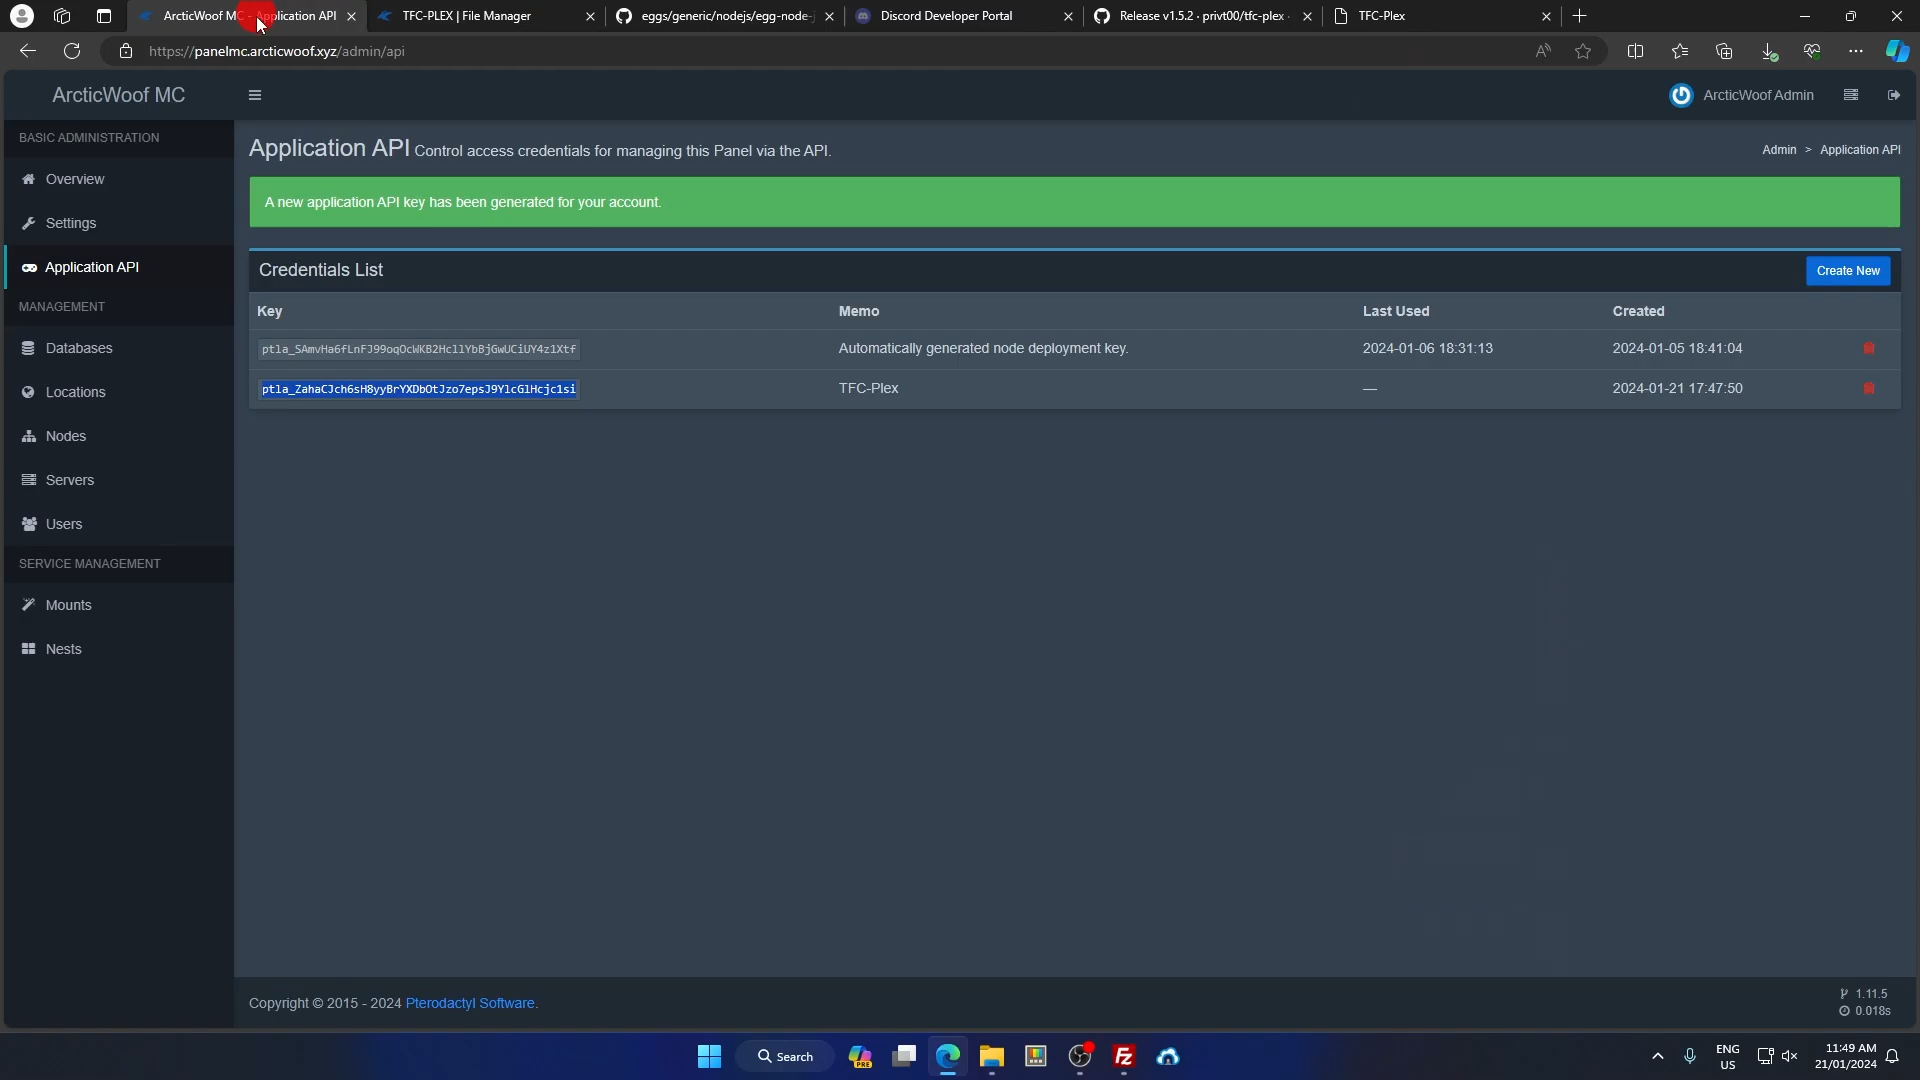 ArcticWoof MC - Application API
TFC-PLEX | File Manager
eggs/generic/nodejs/egg-node-
Discord Developer Portal
Release v1.5.2 · privt00/tfc-plex
TFC-Plex
https://panelmc.arcticwoof.xyz/admin/api
ArcticWoof MC
ArcticWoof Admin
BASIC ADMINISTRATION
Overview
Settings
Application API
MANAGEMENT
Databases
Locations
Nodes
Servers
Users
SERVICE MANAGEMENT
Mounts
Nests
Application API Control access credentials for managing this Panel via the API.
Admin > Application API
A new application API key has been generated for your account.
Credentials List
Create New
Key Memo Last Used Created
ptla_SAmvHa6fLnFJ99oqOcWKB2Hc1lYbBjGwUCiUY4z1Xtf Automatically generated node deployment key. 2024-01-06 18:31:13 2024-01-05 18:41:04
ptla_ZahaCJch6sH8yyBrYXDbOtJzo7epsJ9YlcGlHcjc1si TFC-Plex — 2024-01-21 17:47:50
Copyright © 2015 - 2024 Pterodactyl Software.
1.11.5
0.018s
Search
PRE
ENG
US
11:49 AM
21/01/2024